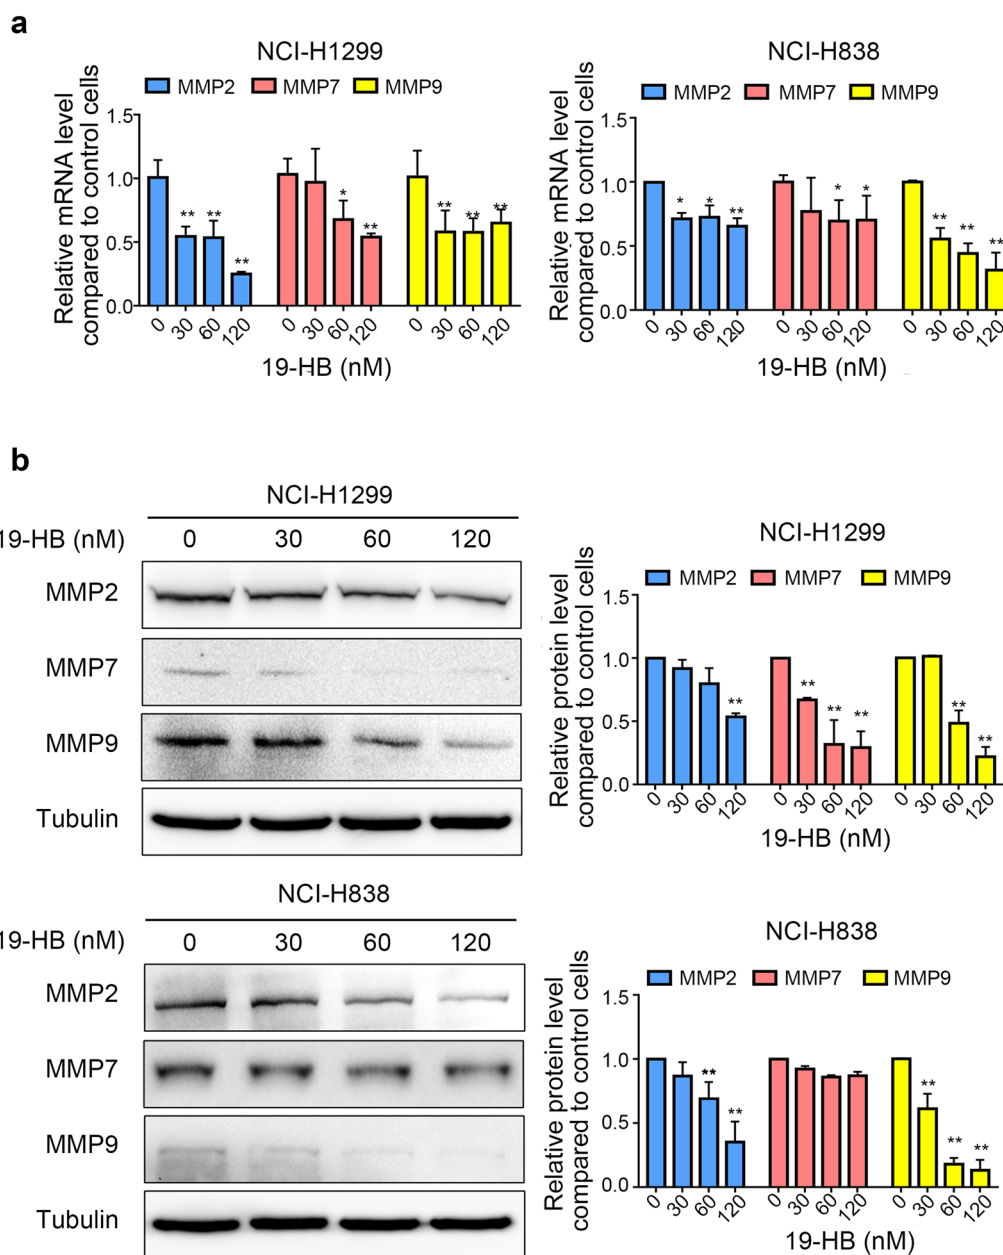 a
NCI-H1299
MMP2 MMP7 MMP9
Relative mRNA level
compared to control cells
1.5
1.0
0.5
0.0
** ** ** * ** ** ** **
0 30 60 120 0 30 60 120 0 30 60 120
19-HB (nM)
NCI-H838
MMP2 MMP7 MMP9
Relative mRNA level
compared to control cells
1.5
1.0
0.5
0.0
* * ** * * ** ** **
0 30 60 120 0 30 60 120 0 30 60 120
19-HB (nM)
b
NCI-H1299
19-HB (nM) 0 30 60 120
MMP2
MMP7
MMP9
Tubulin
NCI-H1299
MMP2 MMP7 MMP9
Relative protein level
compared to control cells
1.5
1.0
0.5
0.0
** ** ** ** ** **
0 30 60 120 0 30 60 120 0 30 60 120
19-HB (nM)
NCI-H838
19-HB (nM) 0 30 60 120
MMP2
MMP7
MMP9
Tubulin
NCI-H838
MMP2 MMP7 MMP9
Relative protein level
compared to control cells
1.5
1.0
0.5
0.0
** ** ** ** **
0 30 60 120 0 30 60 120 0 30 60 120
19-HB (nM)